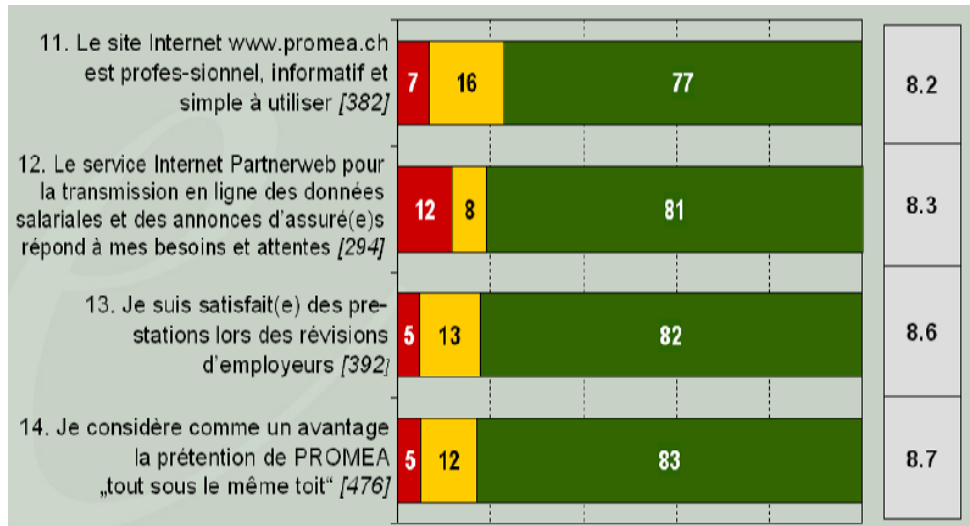 11. Le site Internet www.promea.ch
est profes-sionnel, informatif et
simple à utiliser [382]
7 16 77 8.2
12. Le service Internet Partnerweb pour
la transmission en ligne des données
salariales et des annonces d'assuré(e)s
répond à mes besoins et attentes [294]
12 8 81 8.3
13. Je suis satisfait(e) des pre-
stations lors des révisions
d'employeurs [392]
5 13 82 8.6
14. Je considère comme un avantage
la prétention de PROMEA
„tout sous le même toit“ [476]
5 12 83 8.7